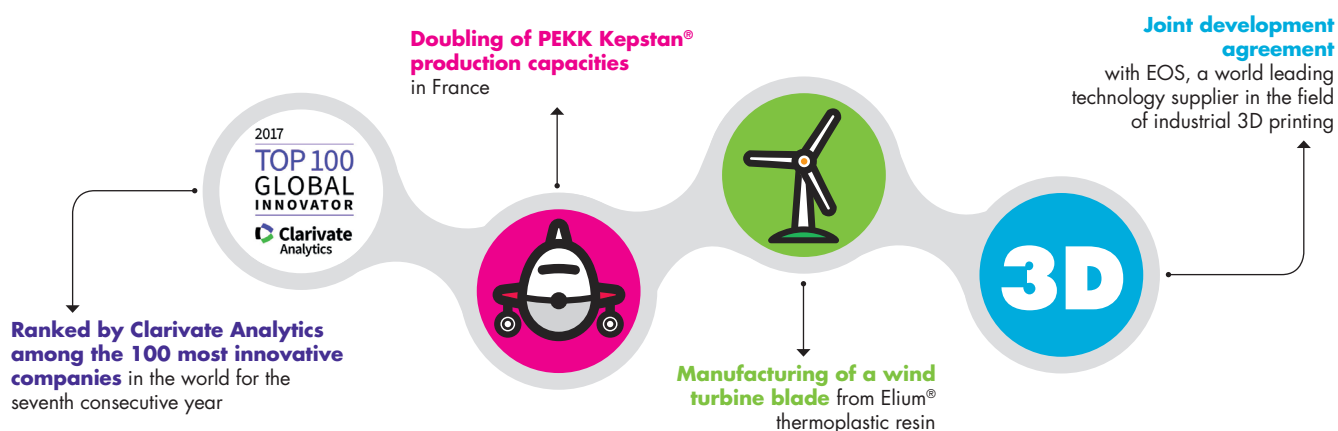 2017
TOP 100
GLOBAL
INNOVATOR
Clarivate
Analytics
Ranked by Clarivate Analytics
among the 100 most innovative
companies in the world for the
seventh consecutive year
Doubling of PEKK Kepstan®
production capacities
in France
Manufacturing of a wind
turbine blade from Elium®
thermoplastic resin
3D
Joint development
agreement
with EOS, a world leading
technology supplier in the field
of industrial 3D printing